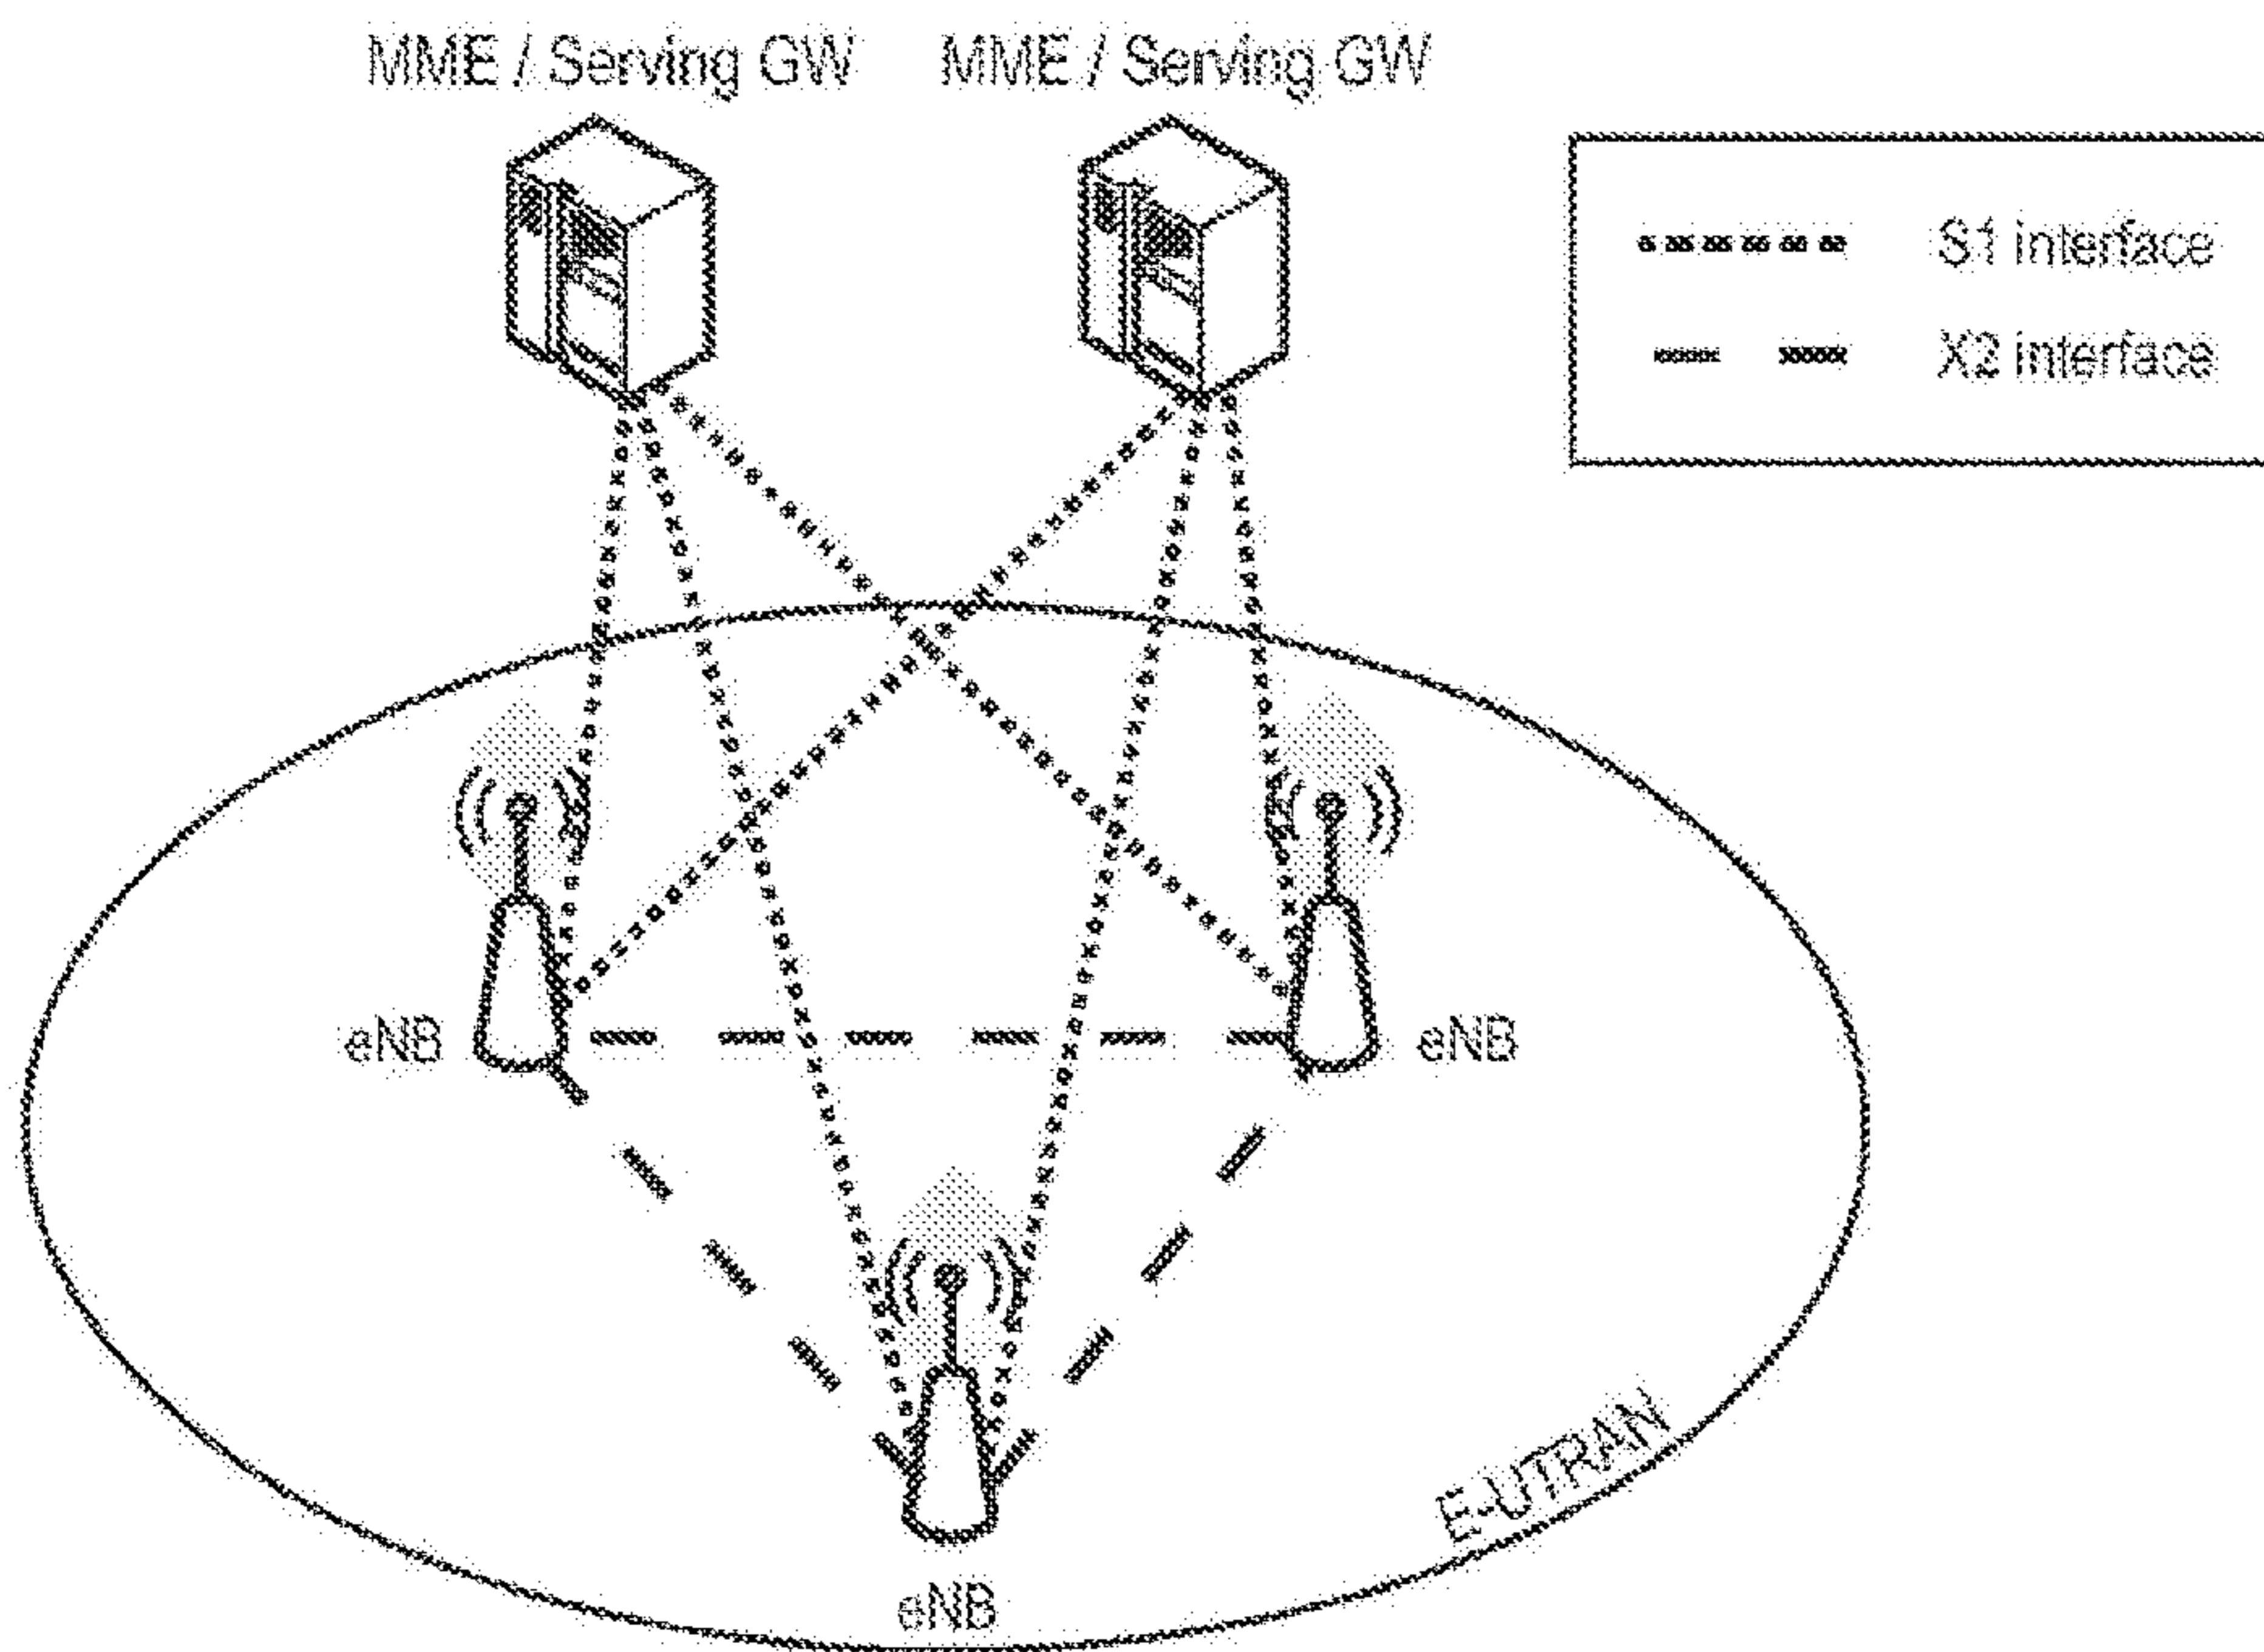 MME / Serving GW
MME / Serving GW
S1 interface
X2 interface
eNB
eNB
E-UTRAN
eNB